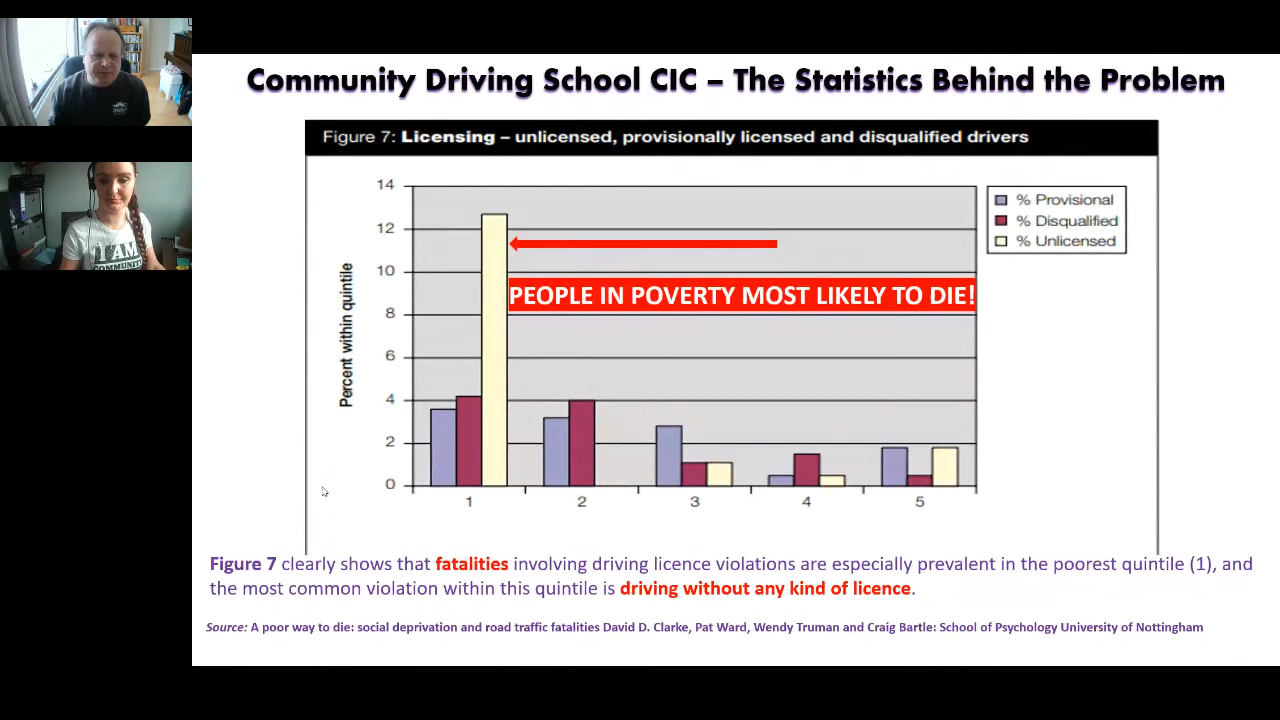 Community Driving School CIC – The Statistics Behind the Problem
Figure 7: Licensing – unlicensed, provisionally licensed and disqualified drivers
14
12
10
8
6
4
2
0
Percent within quintile
1 2 3 4 5
% Provisional
% Disqualified
% Unlicensed
PEOPLE IN POVERTY MOST LIKELY TO DIE!
Figure 7 clearly shows that fatalities involving driving licence violations are especially prevalent in the poorest quintile (1), and
the most common violation within this quintile is driving without any kind of licence.
Source: A poor way to die: social deprivation and road traffic fatalities David D. Clarke, Pat Ward, Wendy Truman and Craig Bartle: School of Psychology University of Nottingham
I AM
COMMUNITY